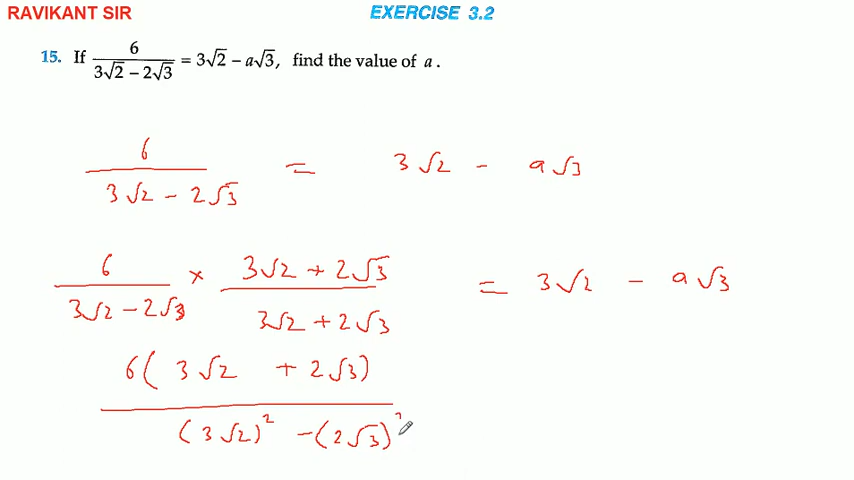 RAVIKANT SIR
EXERCISE 3.2
15. If 6/(3√2 − 2√3) = 3√2 − a√3, find the value of a.
6/(3√2 − 2√3) = 3√2 − a√3
6/(3√2 − 2√3) × (3√2 + 2√3)/(3√2 + 2√3) = 3√2 − a√3
6(3√2 + 2√3)/((3√2)² − (2√3)²